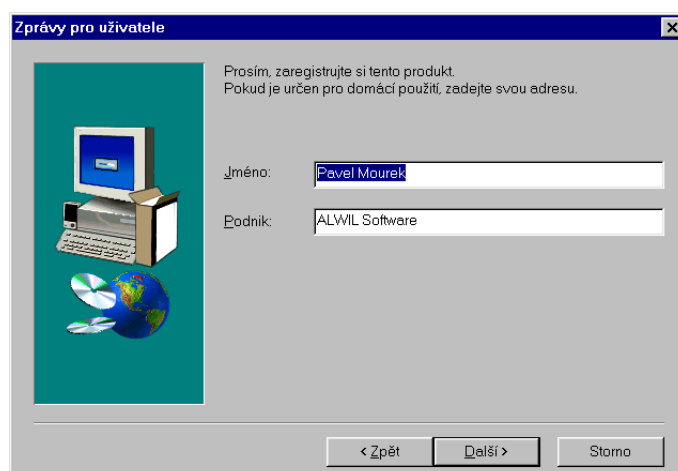 Zprávy pro uživatele
Prosím, zaregistrujte si tento produkt.
Pokud je určen pro domácí použití, zadejte svou adresu.
Jméno: Pavel Mourek
Podnik: ALWIL Software
< Zpět Další > Storno